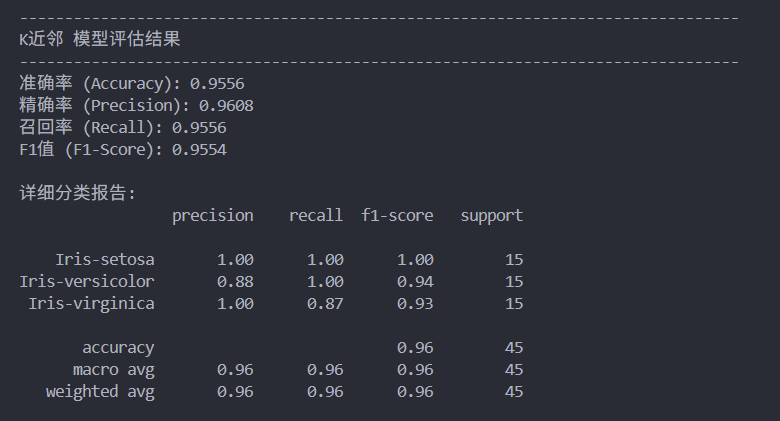 --------------------------------------------------------------------------------
K近邻 模型评估结果
--------------------------------------------------------------------------------
准确率 (Accuracy): 0.9556
精确率 (Precision): 0.9608
召回率 (Recall): 0.9556
F1值 (F1-Score): 0.9554

详细分类报告:
                 precision    recall  f1-score   support

    Iris-setosa       1.00      1.00      1.00        15
Iris-versicolor       0.88      1.00      0.94        15
 Iris-virginica       1.00      0.87      0.93        15

       accuracy                           0.96        45
      macro avg       0.96      0.96      0.96        45
   weighted avg       0.96      0.96      0.96        45